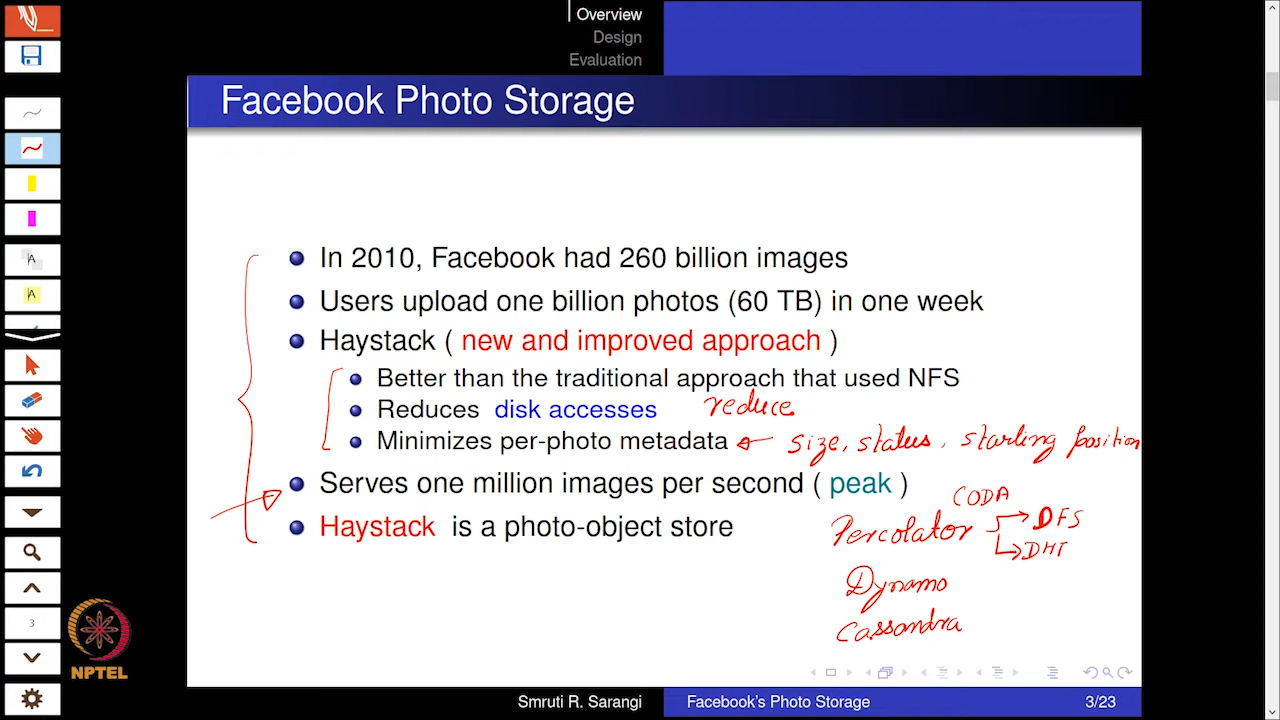 Overview
Design
Evaluation
Facebook Photo Storage
In 2010, Facebook had 260 billion images
Users upload one billion photos (60 TB) in one week
Haystack ( new and improved approach )
Better than the traditional approach that used NFS
Reduces disk accesses reduce
Minimizes per-photo metadata size, status, starting position
Serves one million images per second ( peak )
CODA
Haystack is a photo-object store
Percolator DFS
DHT
Dynamo
Cassandra
A
A
3
NPTEL
Smruti R. Sarangi Facebook's Photo Storage 3/23